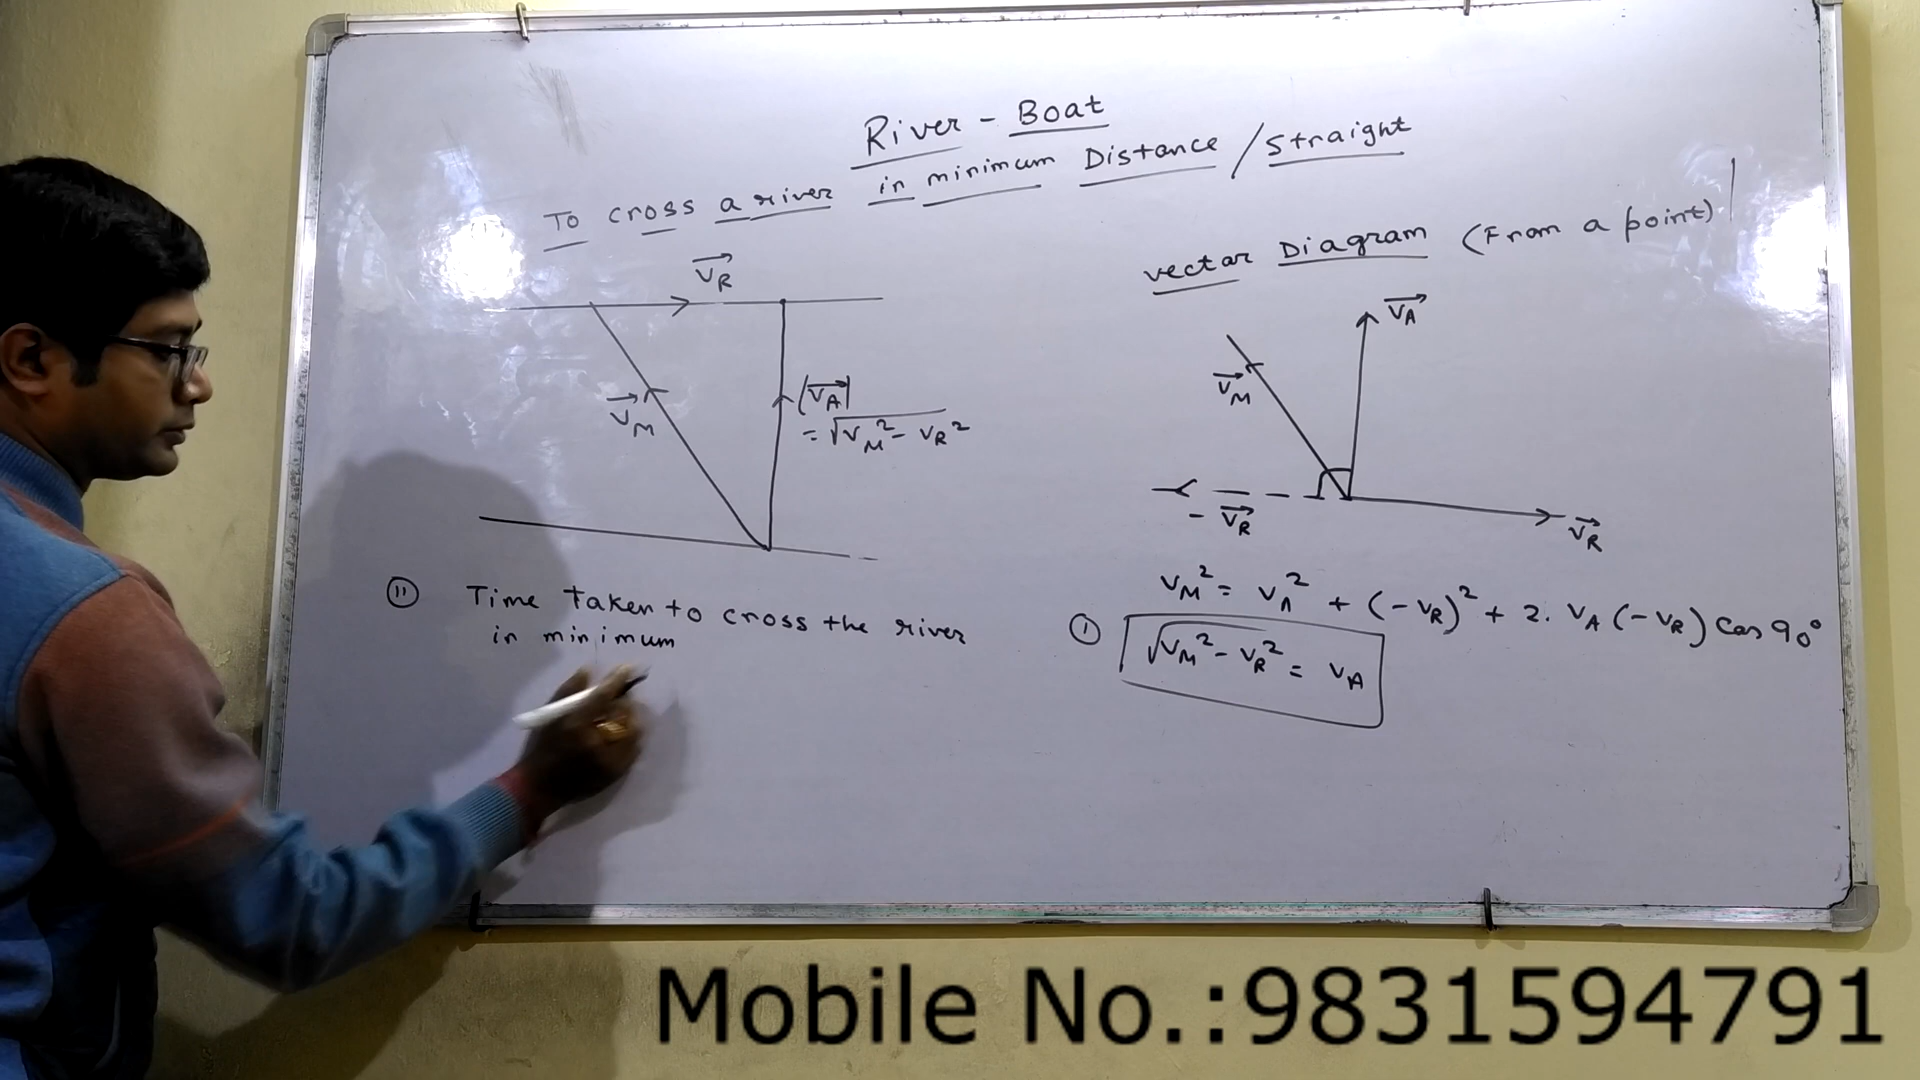 River - Boat
To cross a river in minimum Distance / Straight
vector Diagram (From a point)
→VR
→VA
→VM
|→VA|
= √VM² - VR²
→VM
- →VR
→VR
VM² = VA² + (-VR)² + 2. VA (-VR) cos 90°
(i) √VM² - VR² = VA
(ii) Time taken to cross the river
in minimum
Mobile No.:9831594791